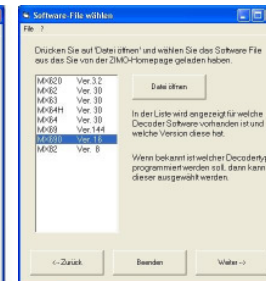 Software-File wählen
File ?
Drücken Sie auf 'Datei öffnen' und wählen Sie das Software File
aus das Sie von der ZIMO-Homepage geladen haben.
MX620 Ver.3.2
MX62 Ver. 30
MX63 Ver. 30
MX64H Ver. 30
MX64 Ver. 30
MX69 Ver.144
MX690 Ver. 16
MX82 Ver. 8
Datei öffnen
In der Liste wird angezeigt für welche
Decoder Software vorhanden ist und
welche Version diese hat.
Wenn bekannt ist welcher Decodertyp
programmiert werden soll, dann kann
dieser ausgewählt werden.
<- Zurück
Beenden
Weiter ->